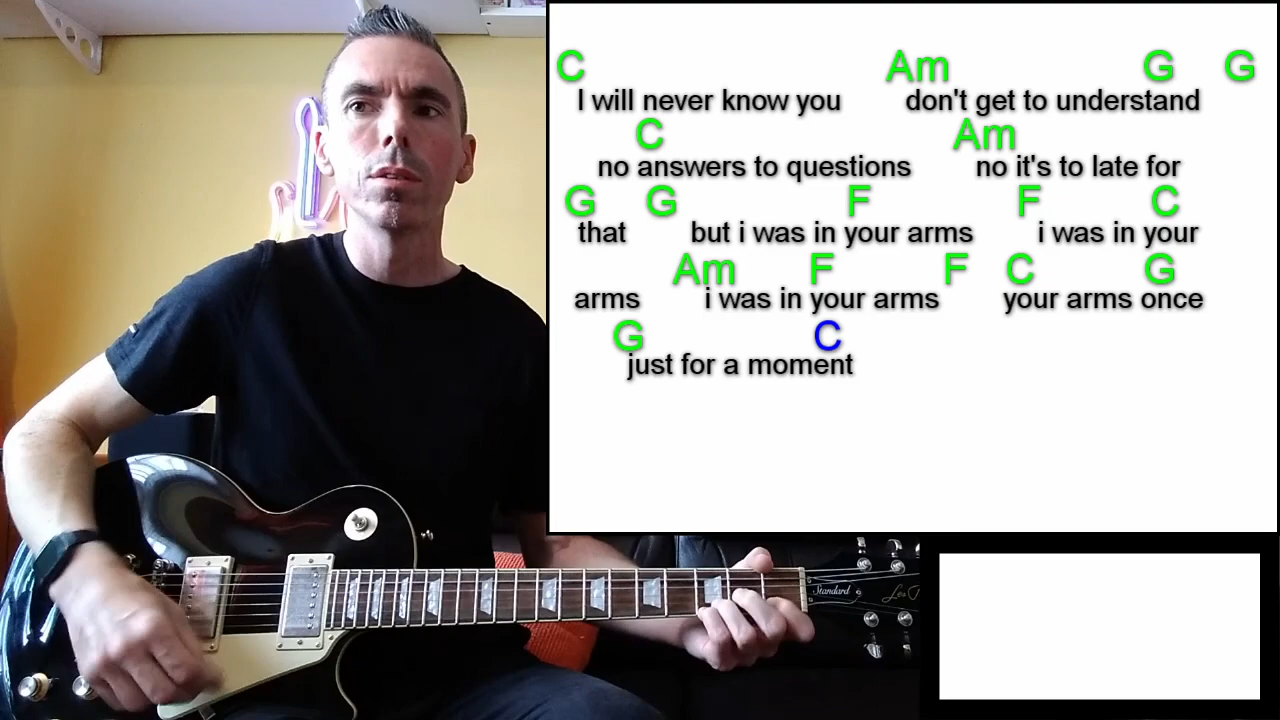 C Am G G
I will never know you don't get to understand
C Am
no answers to questions no it's to late for
G G F F C
that but i was in your arms i was in your
Am F F C G
arms i was in your arms your arms once
G C
just for a moment
Standard